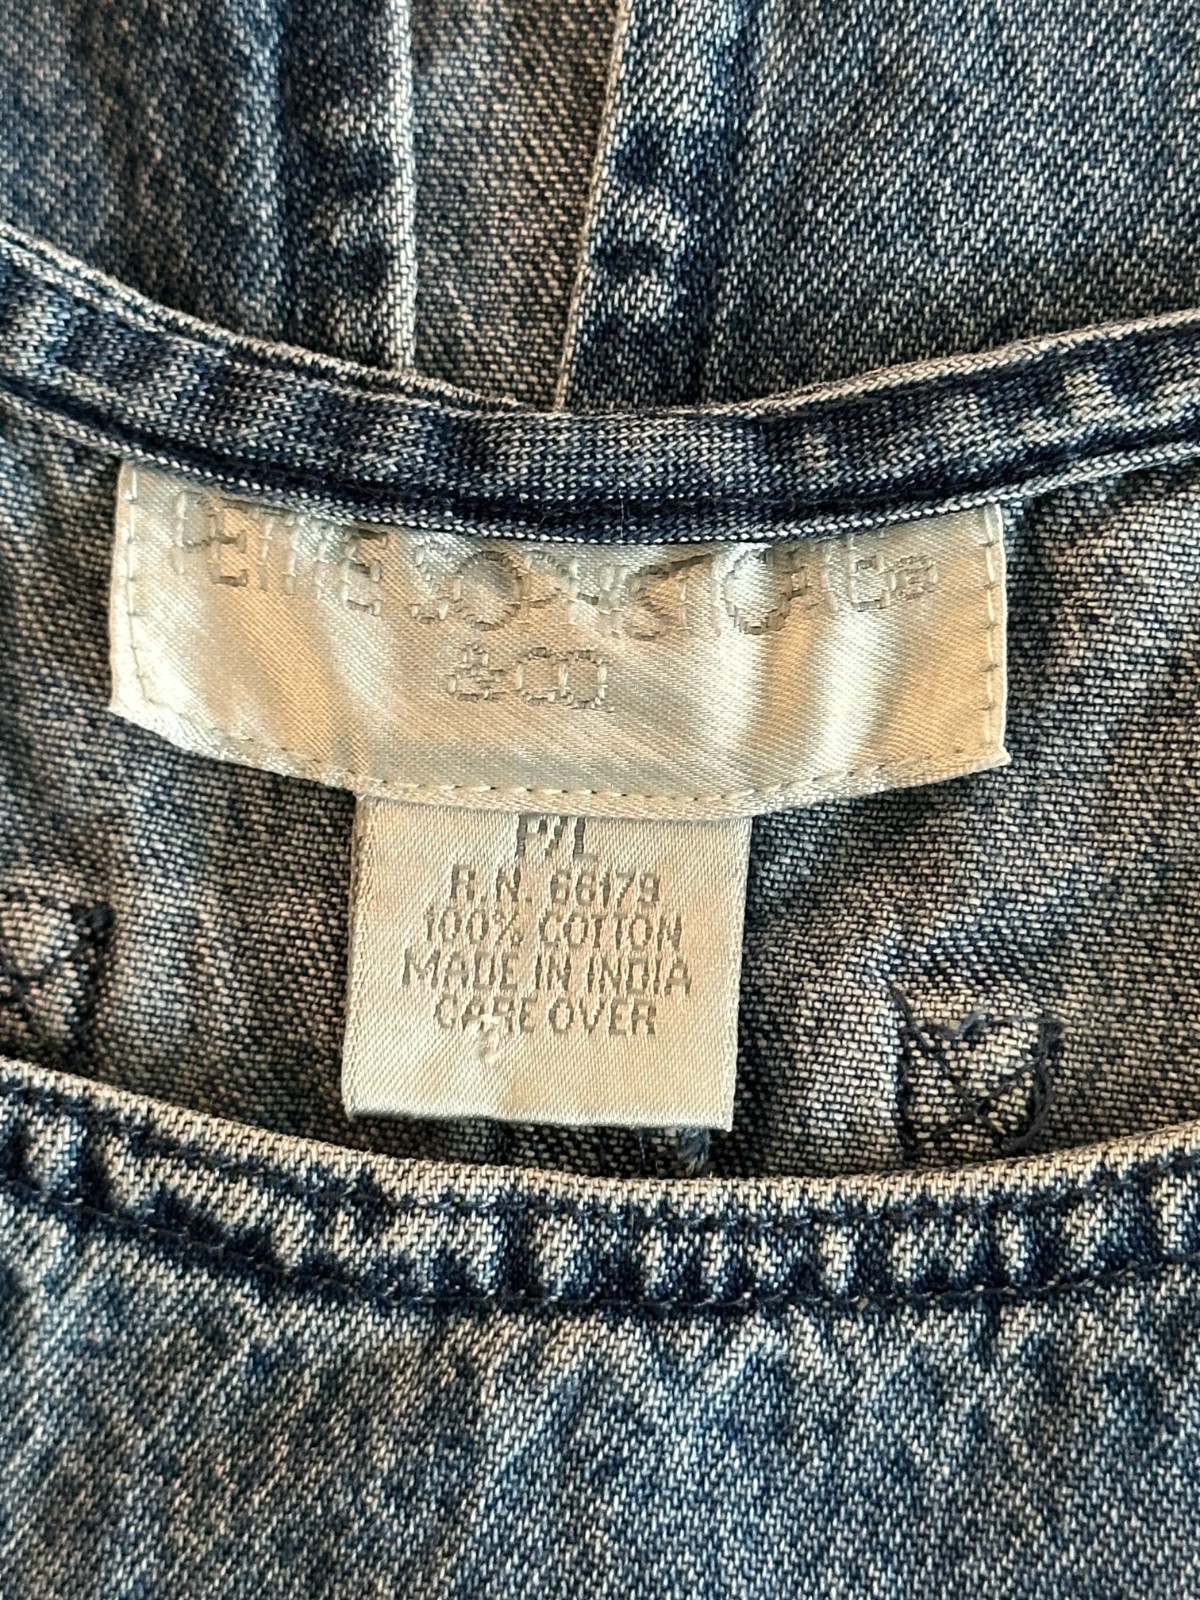 PETITE SOPHISTICATE®
& CO.
P/L
R.N. 66179
100% COTTON
MADE IN INDIA
CARE OVER